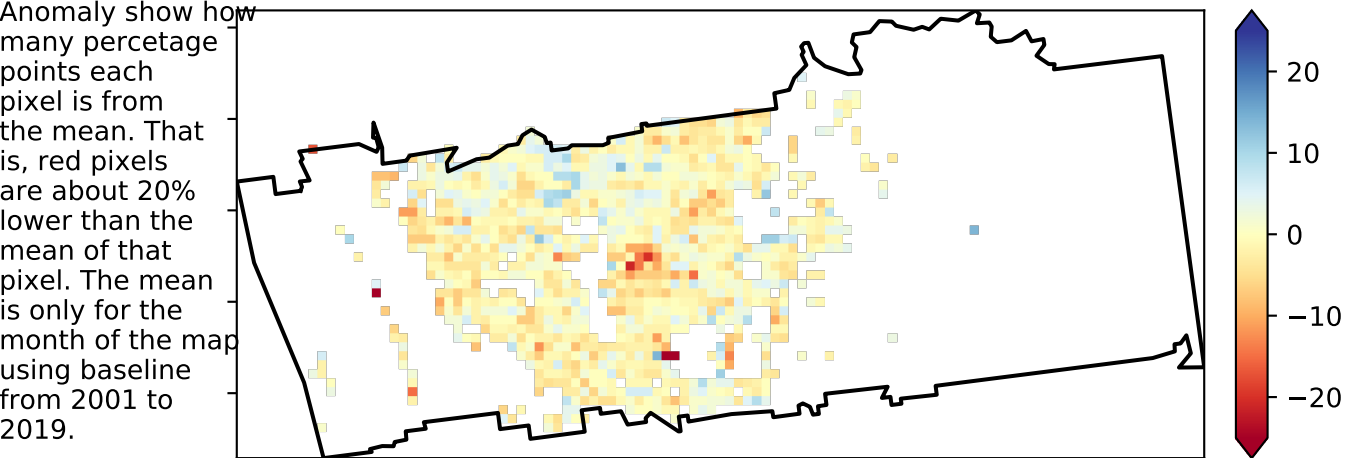 Anomaly show how
many percetage
points each
pixel is from
the mean. That
is, red pixels
are about 20%
lower than the
mean of that
pixel. The mean
is only for the
month of the map
using baseline
from 2001 to
2019.
20
10
0
−10
−20